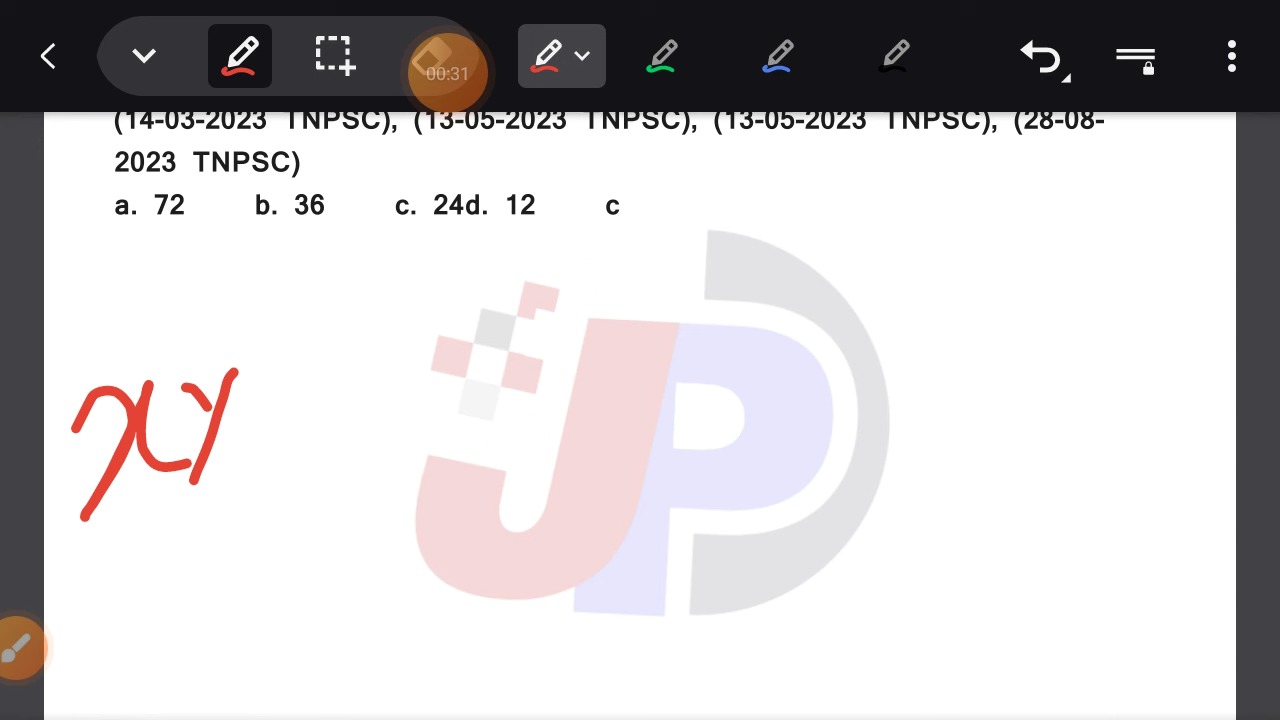 00:31
(14-03-2023 TNPSC), (13-05-2023 TNPSC), (13-05-2023 TNPSC), (28-08-
2023 TNPSC)
a. 72 b. 36 c. 24d. 12 c
xy
JP